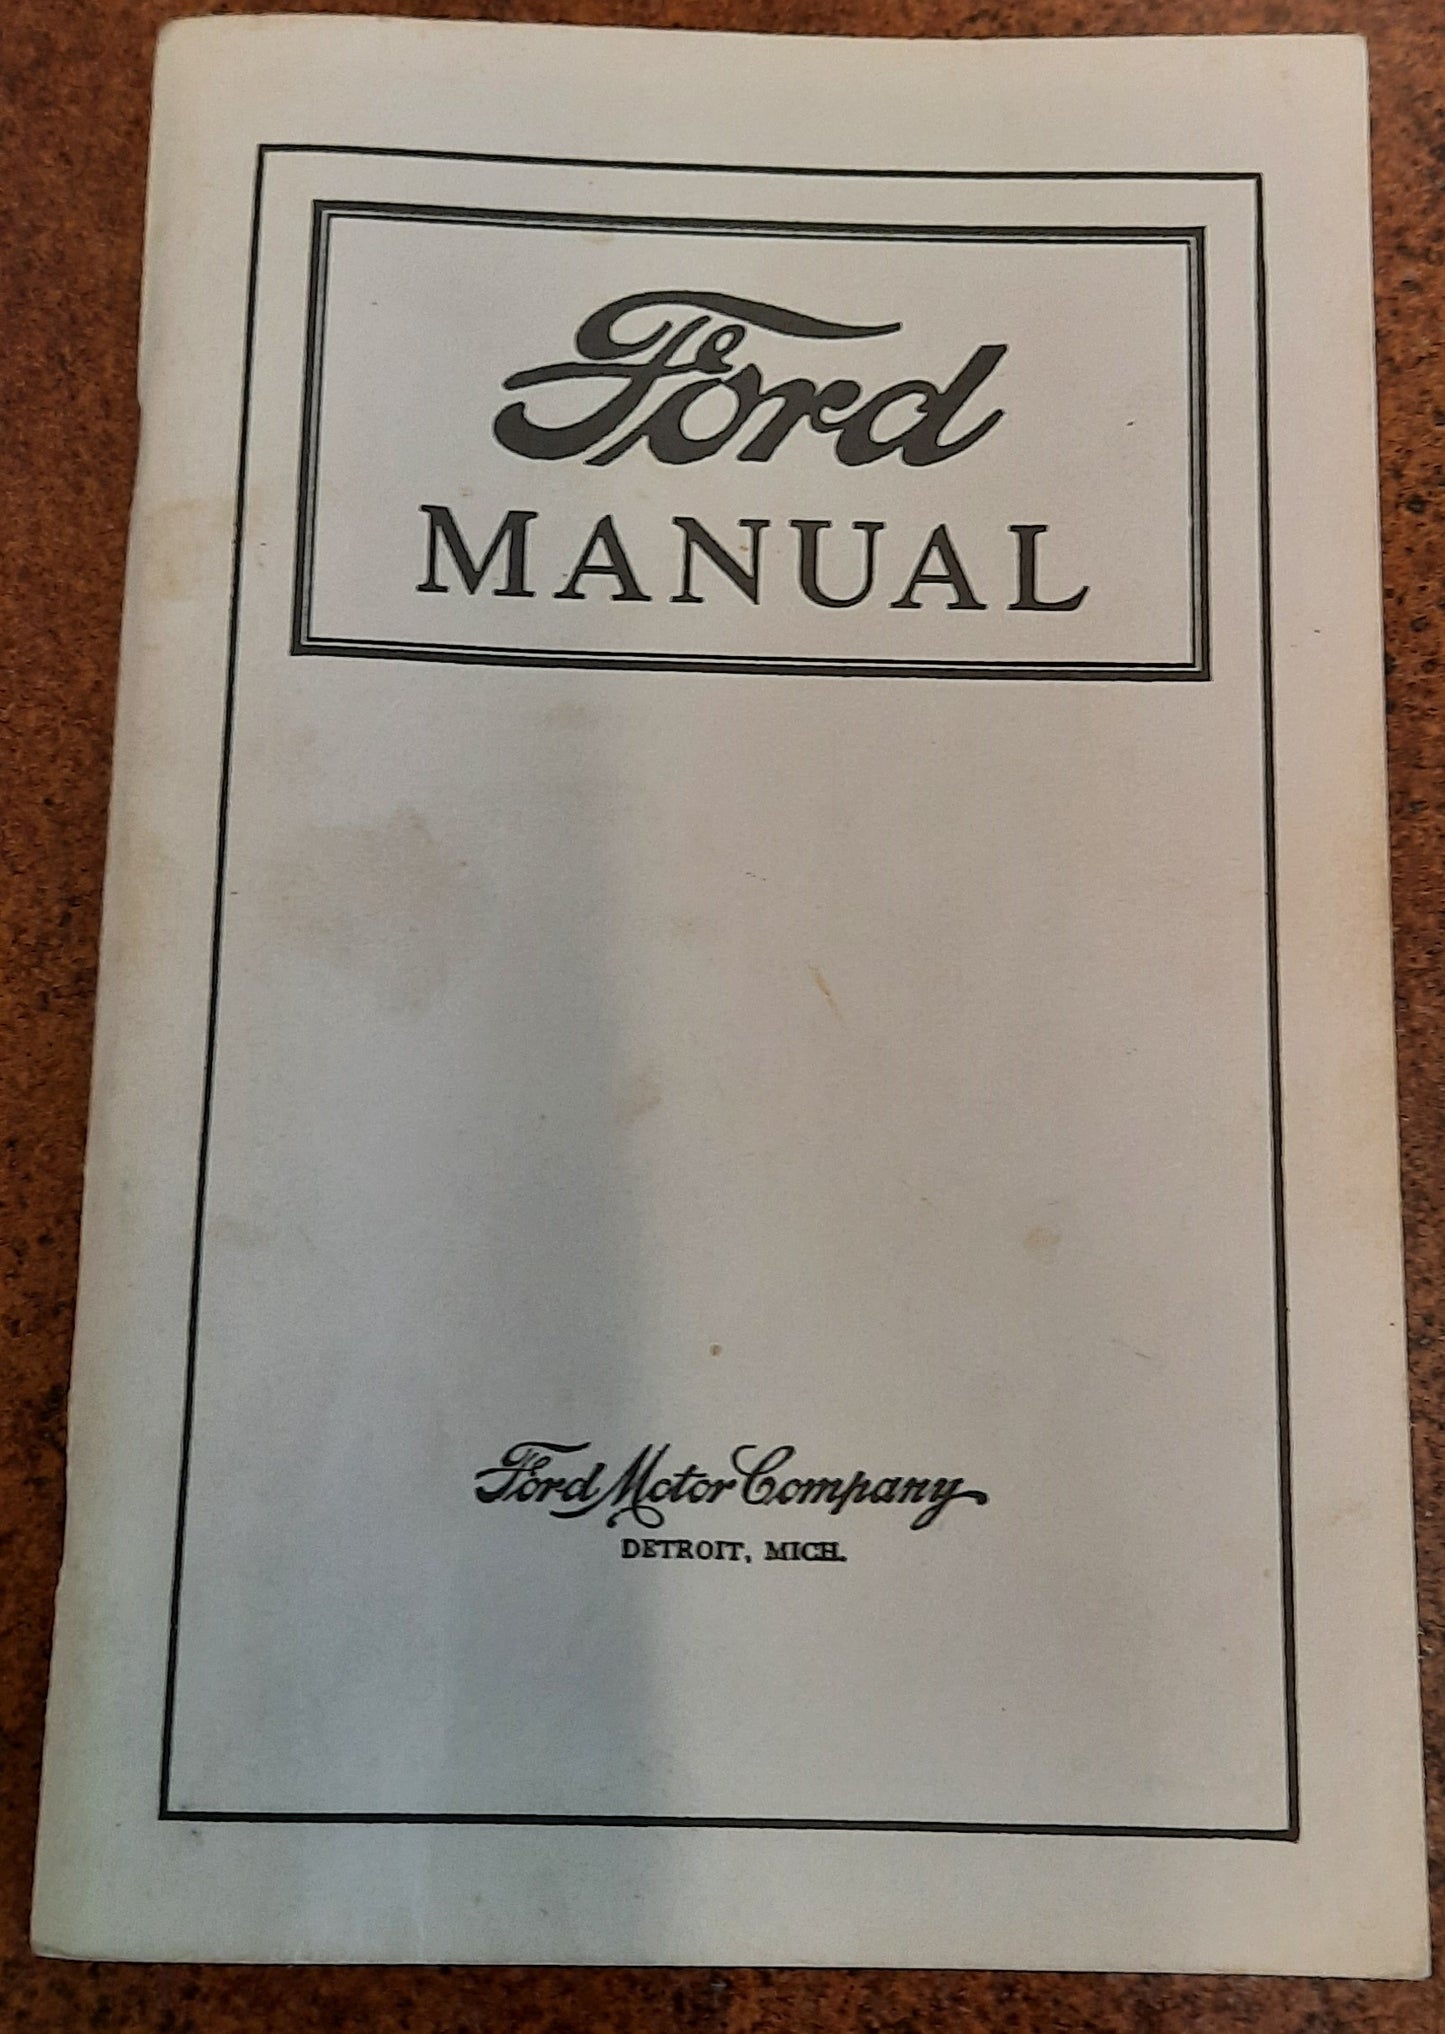 Ford
MANUAL
Ford Motor Company
DETROIT, MICH.